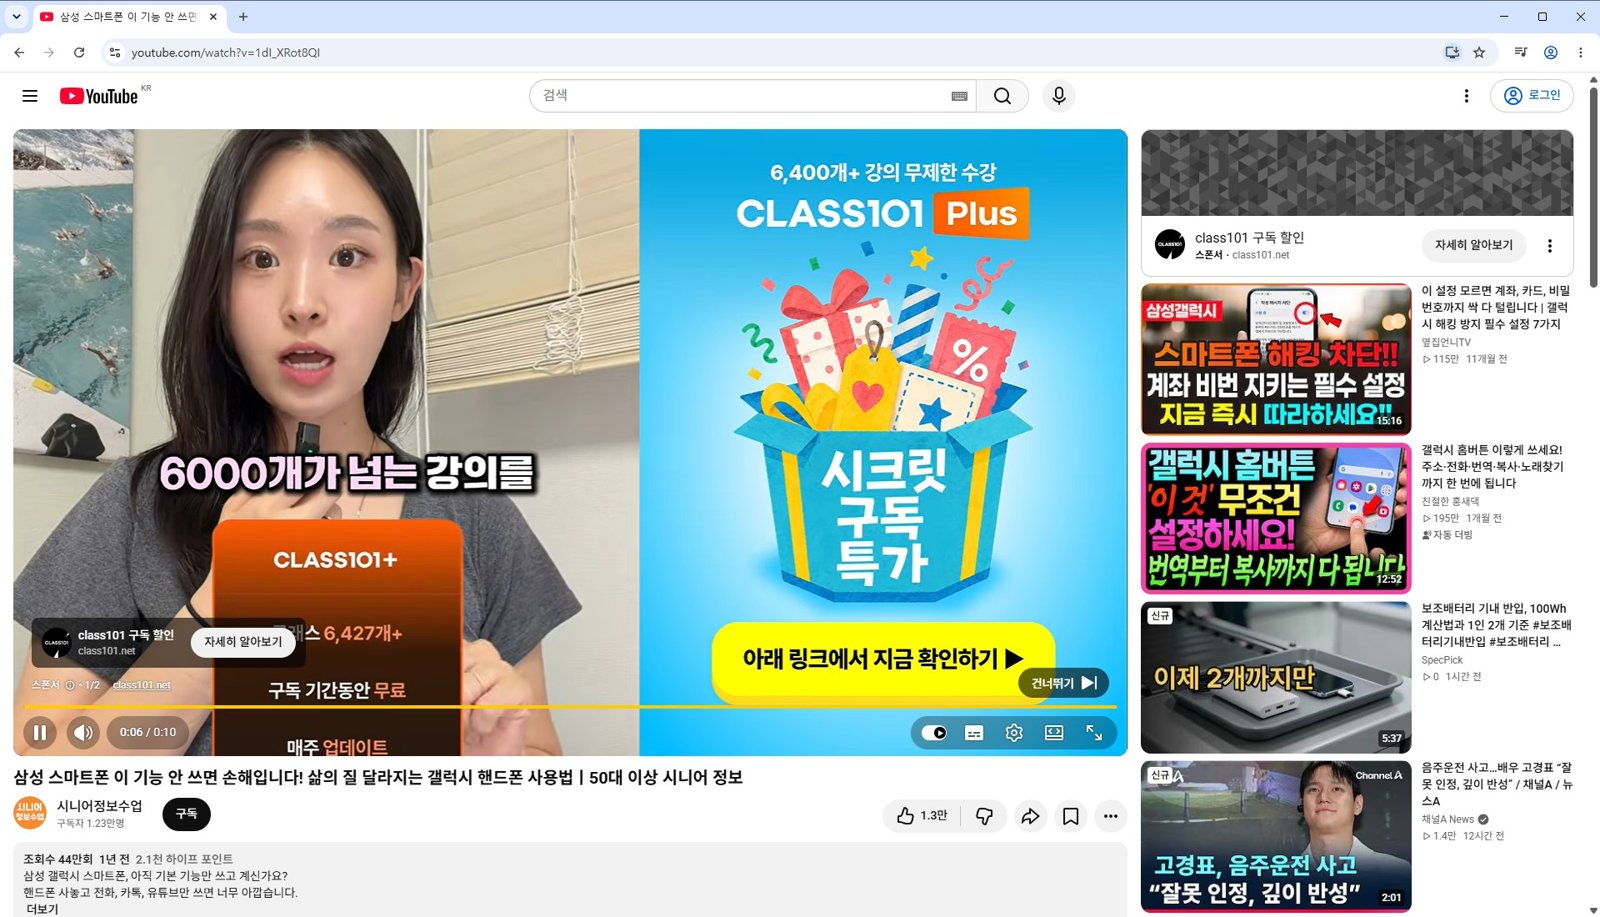 삼성 스마트폰 이 기능 안 쓰면
youtube.com/watch?v=1dI_XRot8QI
YouTube KR
검색
로그인
6000개가 넘는 강의를
CLASS101+
6,427개+
구독 기간동안 무료
매주 업데이트
6,400개+ 강의 무제한 수강
CLASS101 Plus
%
시크릿
구독
특가
아래 링크에서 지금 확인하기 ▶
건너뛰기
CLASS101
class101 구독 할인
class101.net
자세히 알아보기
스폰서 · 1/2 class101.net
0:06 / 0:10
삼성 스마트폰 이 기능 안 쓰면 손해입니다! 삶의 질 달라지는 갤럭시 핸드폰 사용법 | 50대 이상 시니어 정보
시니어
정보수업
시니어정보수업
구독자 1.23만명
구독
1.3만
조회수 44만회 1년 전 2.1천 하이프 포인트
삼성 갤럭시 스마트폰, 아직 기본 기능만 쓰고 계신가요?
핸드폰 사놓고 전화, 카톡, 유튜브만 쓰면 너무 아깝습니다.
더보기
CLASS101
class101 구독 할인
스폰서 · class101.net
자세히 알아보기
삼성갤럭시
스마트폰 해킹 차단!!
계좌 비번 지키는 필수 설정
지금 즉시 따라하세요!!
15:16
이 설정 모르면 계좌, 카드, 비밀
번호까지 싹 다 털립니다 | 갤럭
시 해킹 방지 필수 설정 7가지
옆집언니TV
115만 11개월 전
갤럭시 홈버튼
'이 것' 무조건
설정하세요!
번역부터 복사까지 다 됩니다
12:52
갤럭시 홈버튼 이렇게 쓰세요!
주소·전화·번역·복사·노래찾기
까지 한 번에 됩니다
친절한 홍새댁
195만 1개월 전
자동 더빙
신규
이제 2개까지만
5:37
보조배터리 기내 반입, 100Wh
계산법과 1인 2개 기준 #보조배
터리기내반입 #보조배터리 ...
SpecPick
0 1시간 전
신규
Channel A
고경표, 음주운전 사고
“잘못 인정, 깊이 반성”
2:01
음주운전 사고…배우 고경표 “잘
못 인정, 깊이 반성” / 채널A / 뉴
스A
채널A News
1.4만 12시간 전